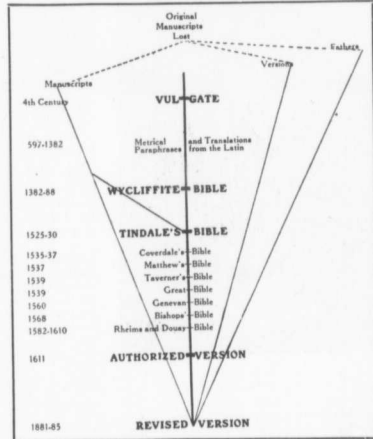 Original
Manuscripts
Lost
Fathers
Versions
Manuscripts
4th Century VULGATE
597-1382 Metrical and Translations
Paraphrases from the Latin
1382-88 WYCLIFFITE BIBLE
1525-30 TINDALE'S BIBLE
1535-37 Coverdale's Bible
1537 Matthew's Bible
1539 Taverner's Bible
1539 Great Bible
1560 Genevan Bible
1568 Bishops' Bible
1582-1610 Rheims and Douay Bible
1611 AUTHORIZED VERSION
1881-85 REVISED VERSION